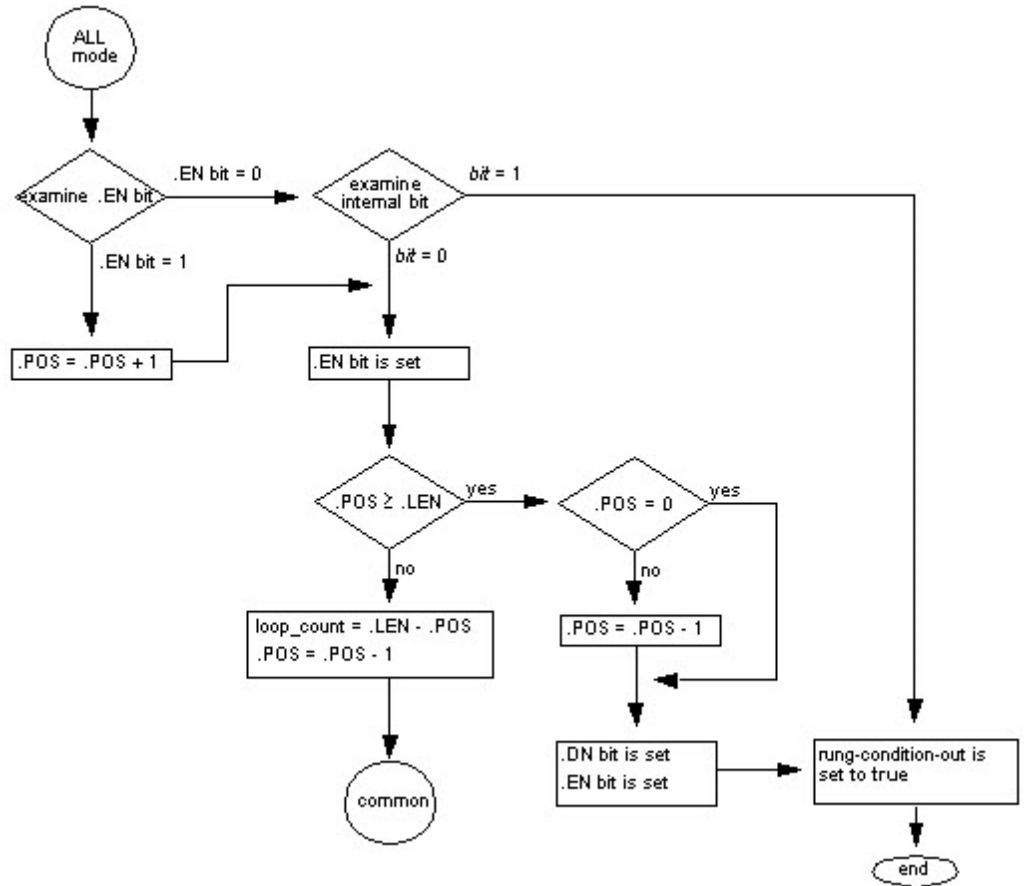 ALL
mode
.EN bit = 0
bit = 1
examine .EN bit
examine
internal bit
.EN bit = 1
bit = 0
.POS = .POS + 1
.EN bit is set
.POS ≥ .LEN
yes
.POS = 0
yes
no
no
loop_count = .LEN - .POS
.POS = .POS - 1
.POS = .POS - 1
.DN bit is set
.EN bit is set
rung-condition-out is
set to true
common
end